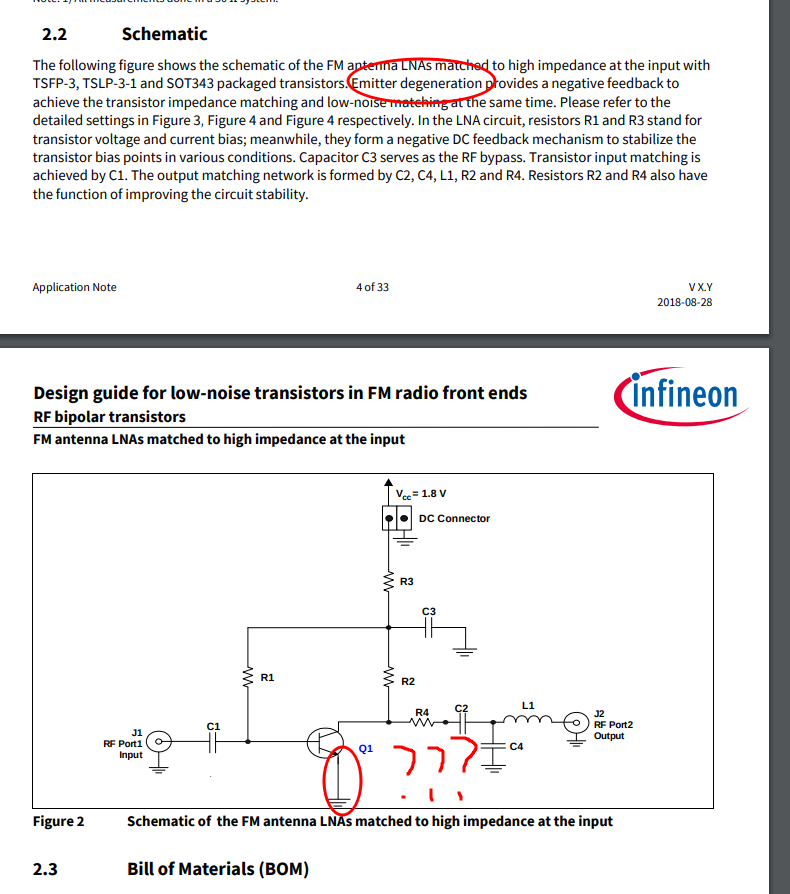 2.2 Schematic
The following figure shows the schematic of the FM antenna LNAs matched to high impedance at the input with
TSFP-3, TSLP-3-1 and SOT343 packaged transistors. Emitter degeneration provides a negative feedback to
achieve the transistor impedance matching and low-noise matching at the same time. Please refer to the
detailed settings in Figure 3, Figure 4 and Figure 4 respectively. In the LNA circuit, resistors R1 and R3 stand for
transistor voltage and current bias; meanwhile, they form a negative DC feedback mechanism to stabilize the
transistor bias points in various conditions. Capacitor C3 serves as the RF bypass. Transistor input matching is
achieved by C1. The output matching network is formed by C2, C4, L1, R2 and R4. Resistors R2 and R4 also have
the function of improving the circuit stability.
Application Note 4 of 33 V X.Y
2018-08-28
Design guide for low-noise transistors in FM radio front ends
infineon
RF bipolar transistors
FM antenna LNAs matched to high impedance at the input
Vcc = 1.8 V
DC Connector
R3
C3
R1
R2
R4 C2 L1
J2
RF Port2
Output
C1
J1
RF Port1
Input
Q1
???
C4
Figure 2 Schematic of the FM antenna LNAs matched to high impedance at the input
2.3 Bill of Materials (BOM)